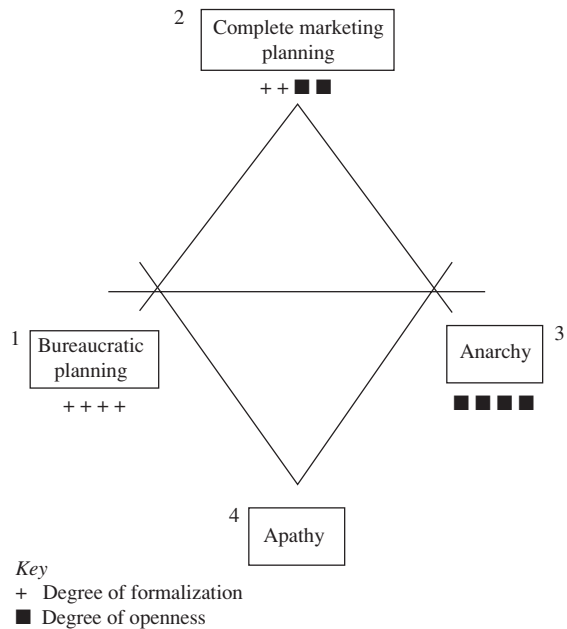 2
Complete marketing
planning
+ + ■ ■
1
Bureaucratic
planning
+ + + +
3
Anarchy
■ ■ ■ ■
4
Apathy
Key
+ Degree of formalization
■ Degree of openness